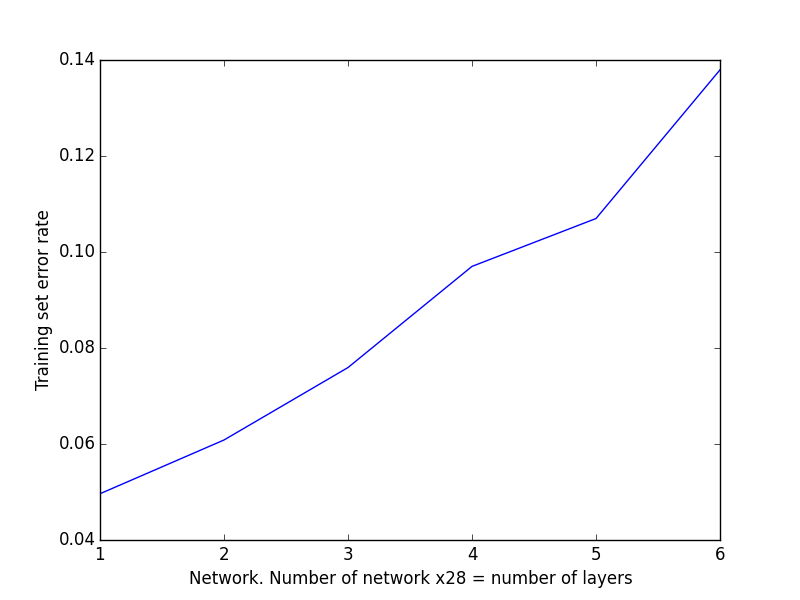 0.14
0.12
0.10
0.08
0.06
0.04
Training set error rate
1 2 3 4 5 6
Network. Number of network x28 = number of layers